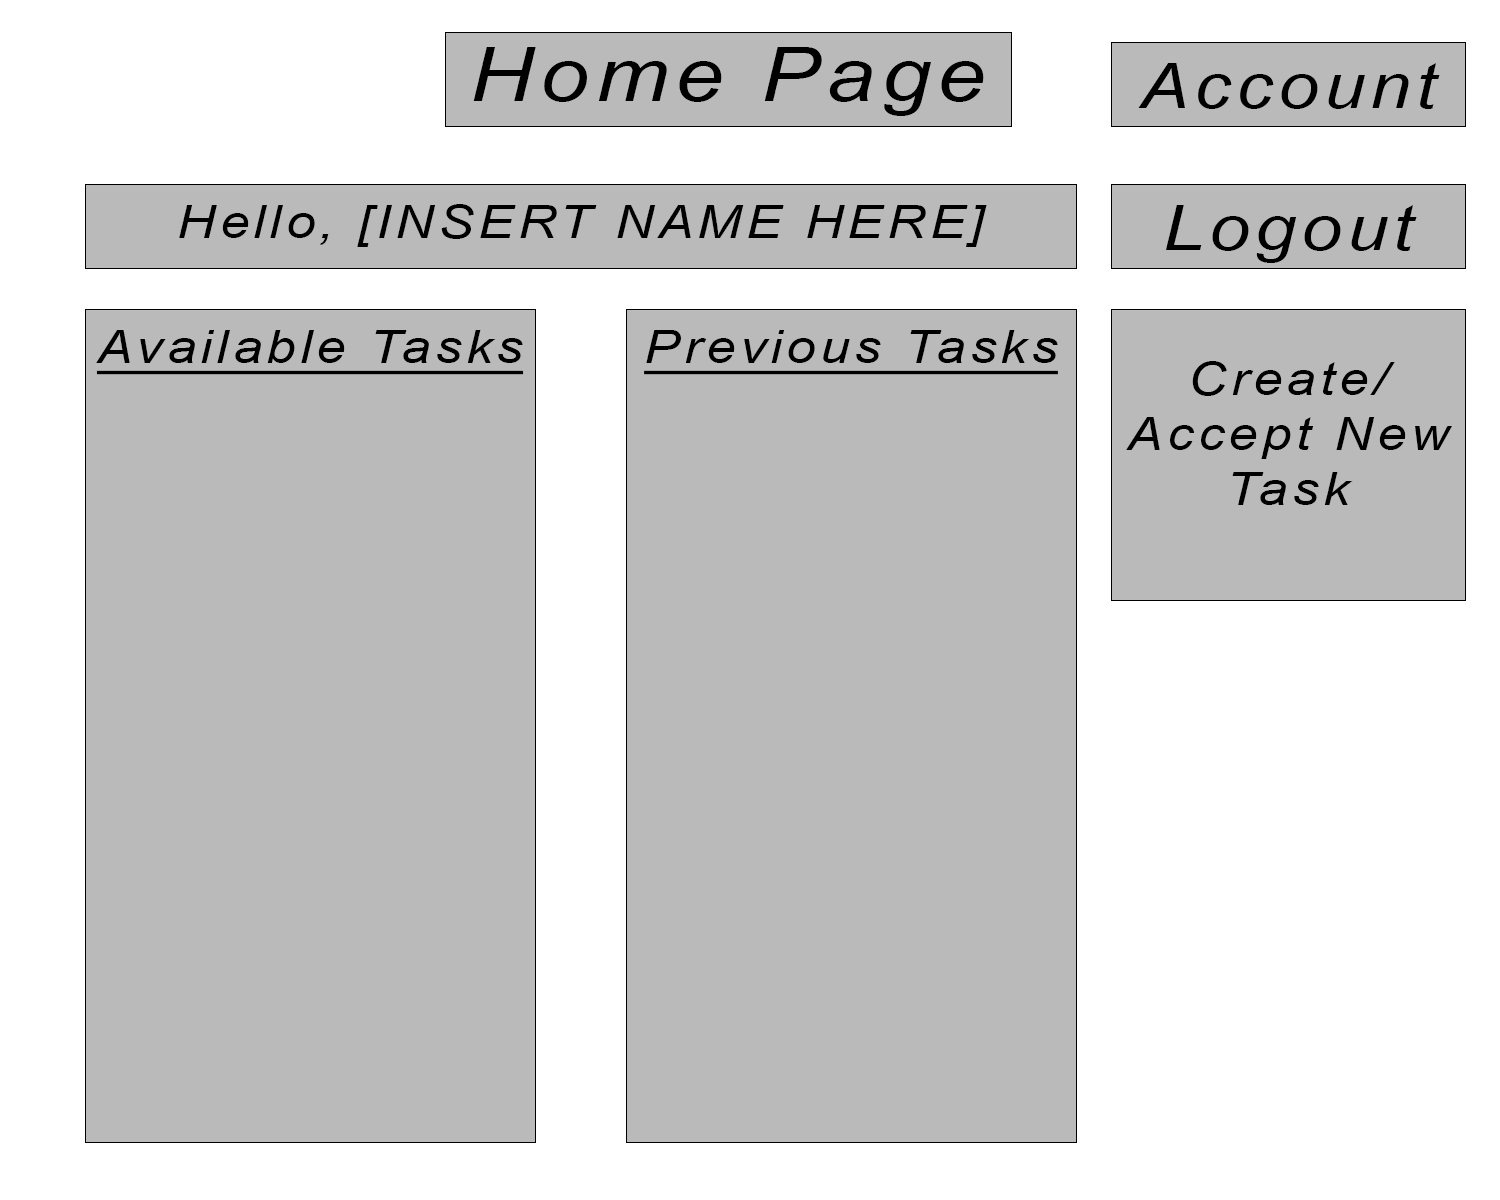 Home Page
Account
Hello, [INSERT NAME HERE]
Logout
Available Tasks
Previous Tasks
Create/
Accept New
Task